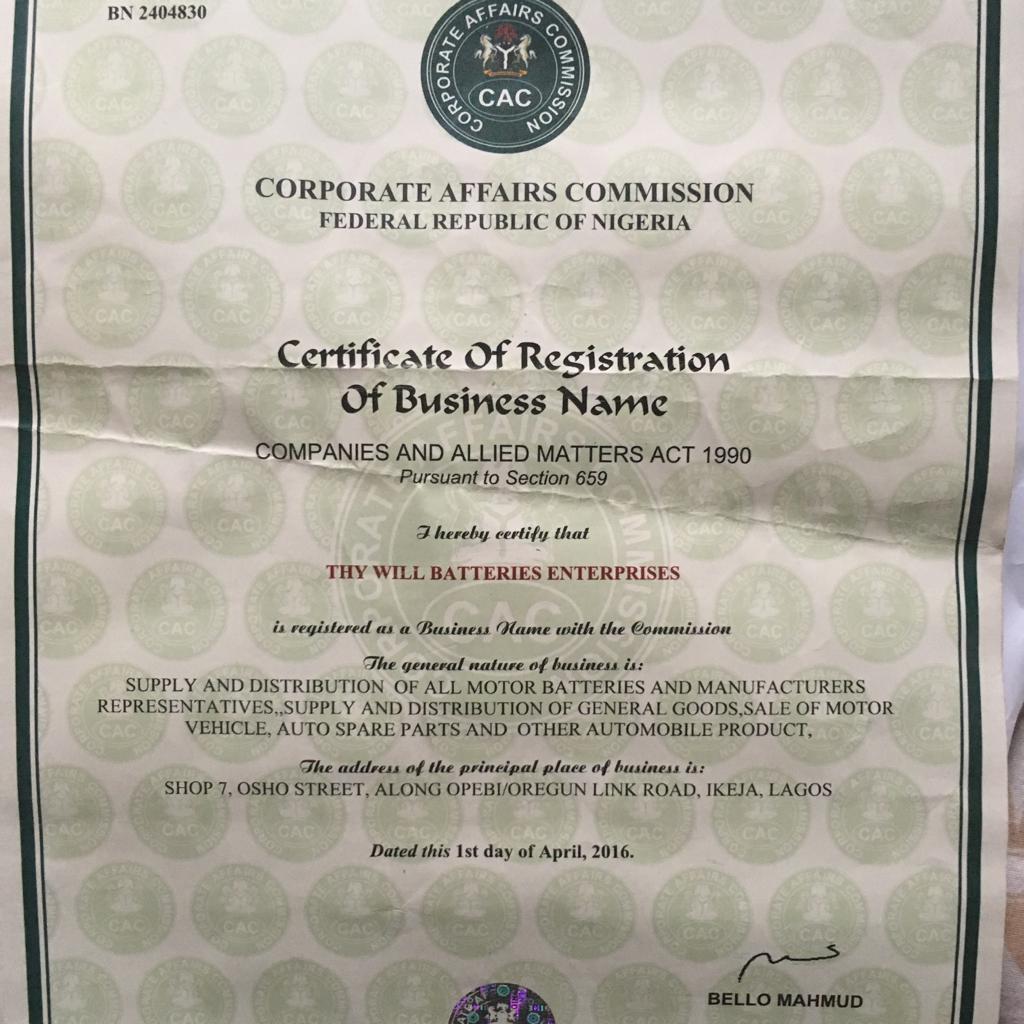 BN 2404830
CORPORATE AFFAIRS COMMISSION
CAC
CORPORATE AFFAIRS COMMISSION
FEDERAL REPUBLIC OF NIGERIA
Certificate Of Registration
Of Business Name
COMPANIES AND ALLIED MATTERS ACT 1990
Pursuant to Section 659
I hereby certify that
THY WILL BATTERIES ENTERPRISES
is registered as a Business Name with the Commission
The general nature of business is:
SUPPLY AND DISTRIBUTION OF ALL MOTOR BATTERIES AND MANUFACTURERS
REPRESENTATIVES,,SUPPLY AND DISTRIBUTION OF GENERAL GOODS,SALE OF MOTOR
VEHICLE, AUTO SPARE PARTS AND OTHER AUTOMOBILE PRODUCT,
The address of the principal place of business is:
SHOP 7, OSHO STREET, ALONG OPEBI/OREGUN LINK ROAD, IKEJA, LAGOS
Dated this 1st day of April, 2016.
BELLO MAHMUD